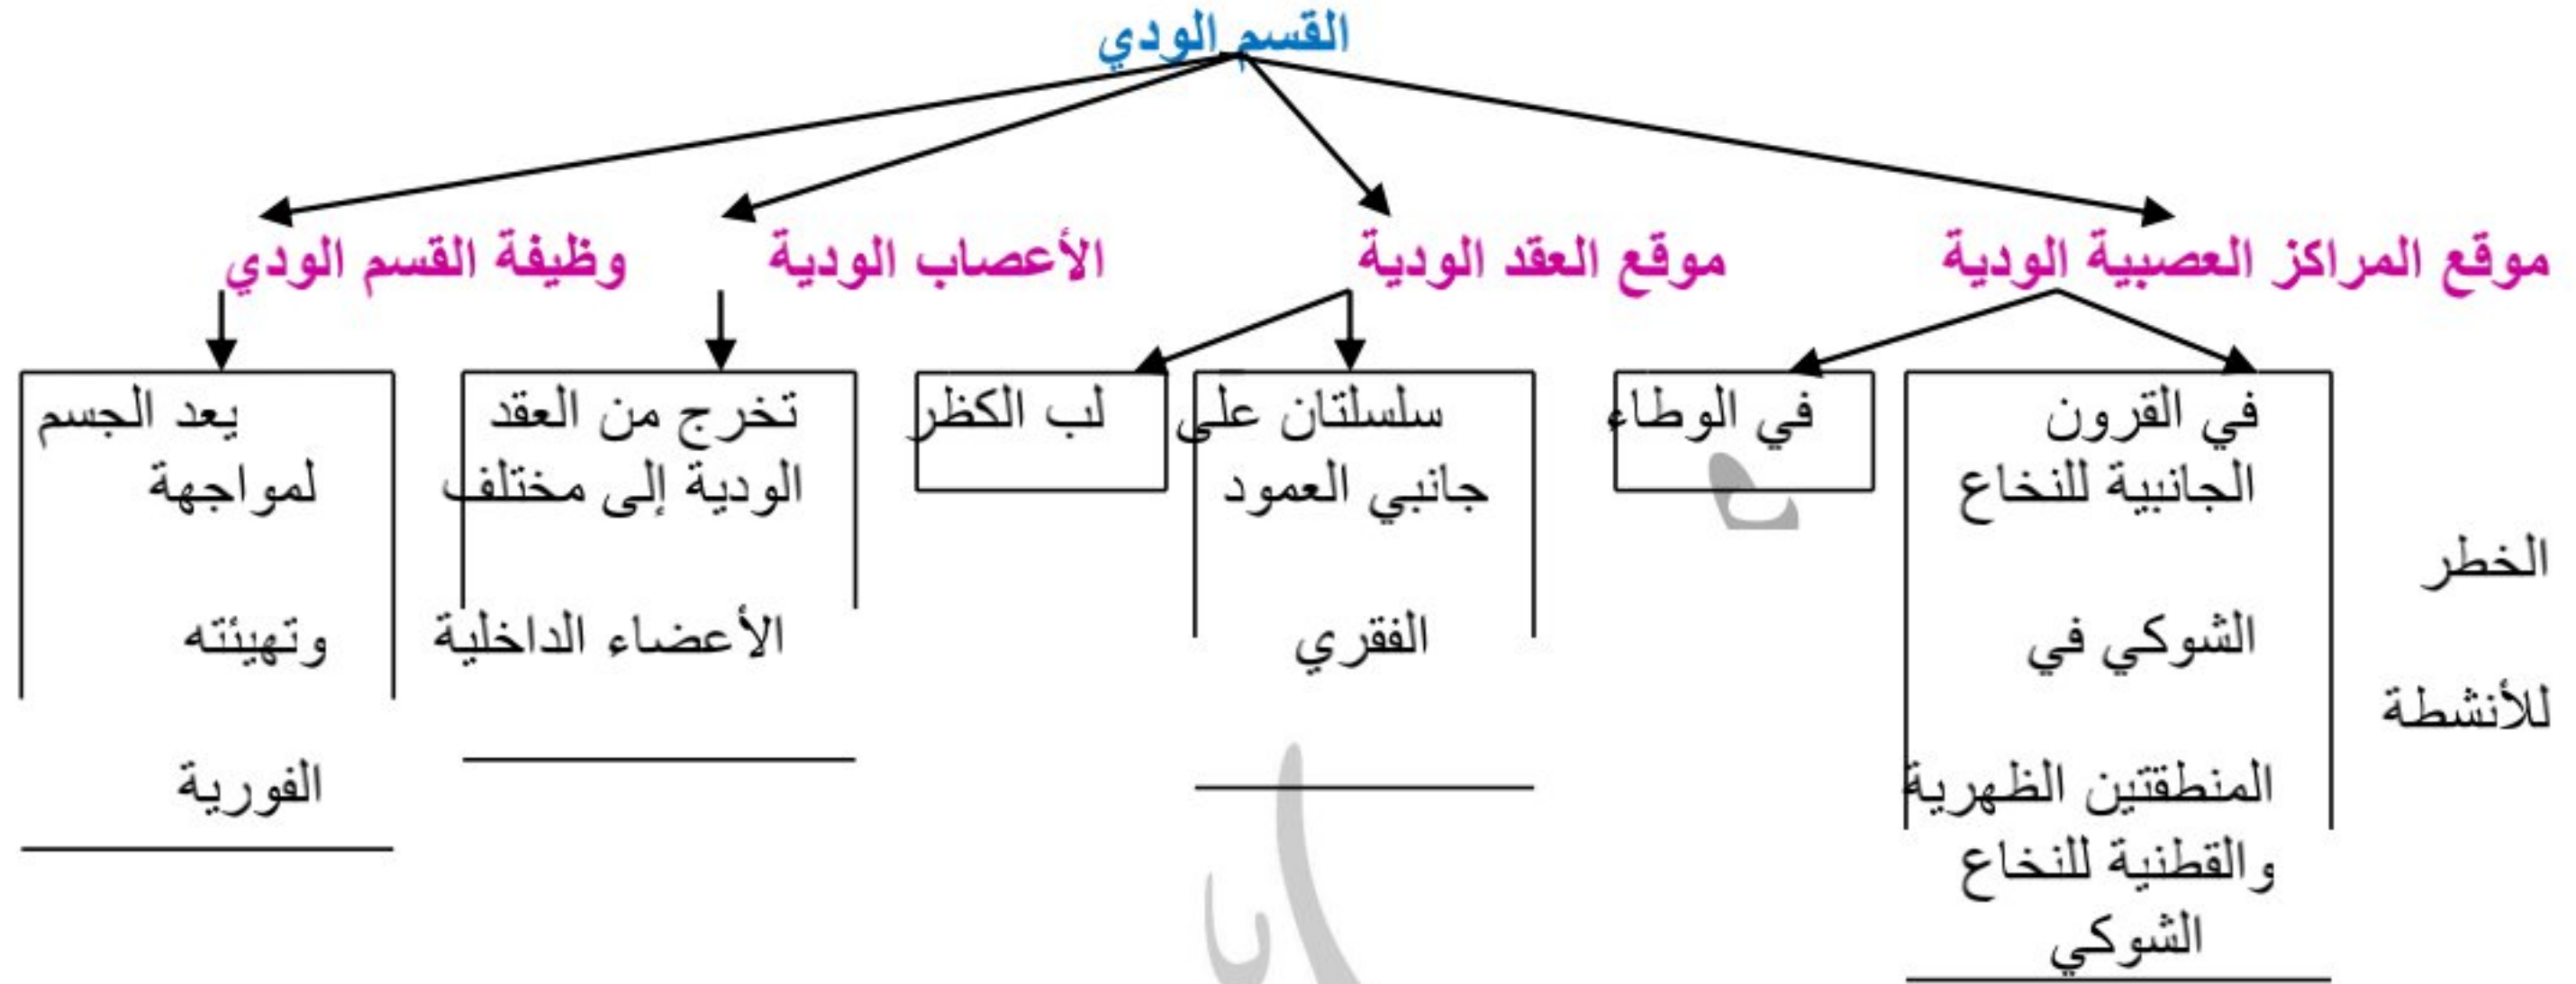 القسم الودي
موقع المراكز العصبية الودية
موقع العقد الودية
الأعصاب الودية
وظيفة القسم الودي
في القرون
الجانبية للنخاع
الشوكي في
المنطقتين الظهرية
والقطنية للنخاع
الشوكي
في الوطاء
سلسلتان على
جانبي العمود
الفقري
لب الكظر
تخرج من العقد
الودية إلى مختلف
الأعضاء الداخلية
يعد الجسم
لمواجهة
الخطر
وتهيئته
للأنشطة
الفورية